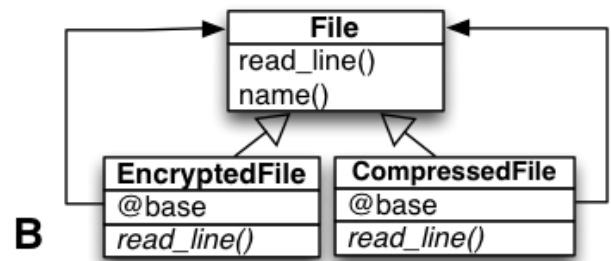 File
read_line()
name()
EncryptedFile
@base
read_line()
CompressedFile
@base
read_line()
B